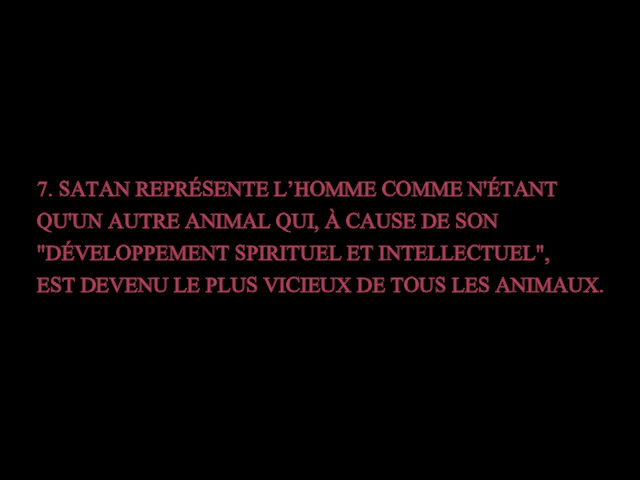 7. SATAN REPRÉSENTE L’HOMME COMME N'ÉTANT
QU'UN AUTRE ANIMAL QUI, À CAUSE DE SON
"DÉVELOPPEMENT SPIRITUEL ET INTELLECTUEL",
EST DEVENU LE PLUS VICIEUX DE TOUS LES ANIMAUX.